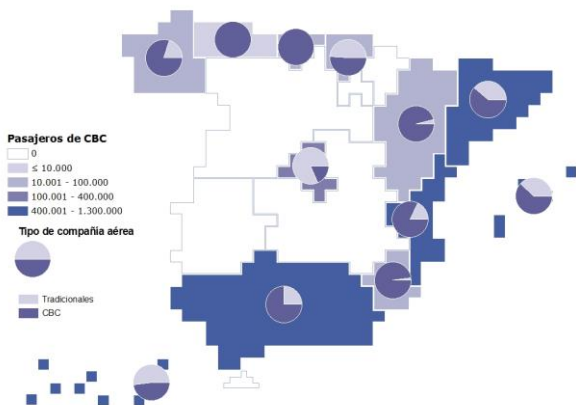 Pasajeros de CBC
0
≤ 10.000
10.001 - 100.000
100.001 - 400.000
400.001 - 1.300.000
Tipo de compañia aérea
Tradicionales
CBC